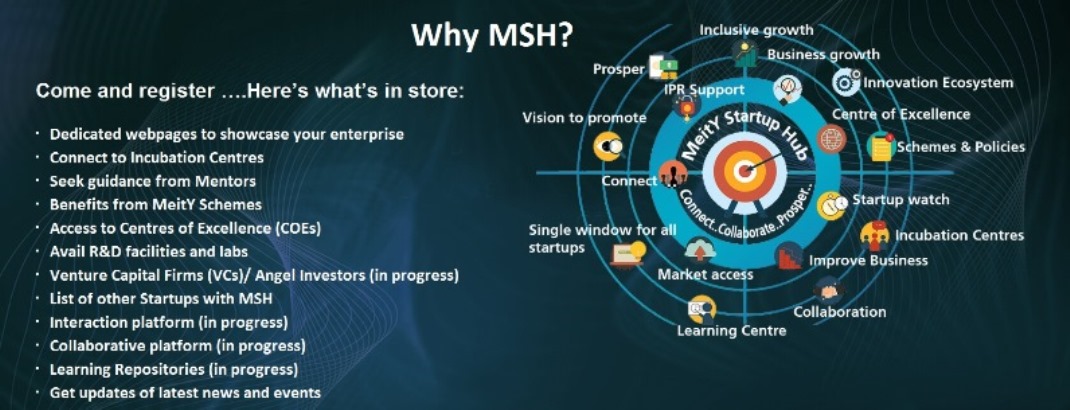 Why MSH?
Come and register ....Here's what's in store:
· Dedicated webpages to showcase your enterprise
· Connect to Incubation Centres
· Seek guidance from Mentors
· Benefits from MeitY Schemes
· Access to Centres of Excellence (COEs)
· Avail R&D facilities and labs
· Venture Capital Firms (VCs)/ Angel Investors (in progress)
· List of other Startups with MSH
· Interaction platform (in progress)
· Collaborative platform (in progress)
· Learning Repositories (in progress)
· Get updates of latest news and events
Inclusive growth
Business growth
Prosper
Innovation Ecosystem
IPR Support
Centre of Excellence
Vision to promote
Schemes & Policies
MeitY Startup Hub
Connect
Connect..Collaborate..Prosper..
Startup watch
Single window for all
startups
Incubation Centres
Improve Business
Market access
Collaboration
Learning Centre